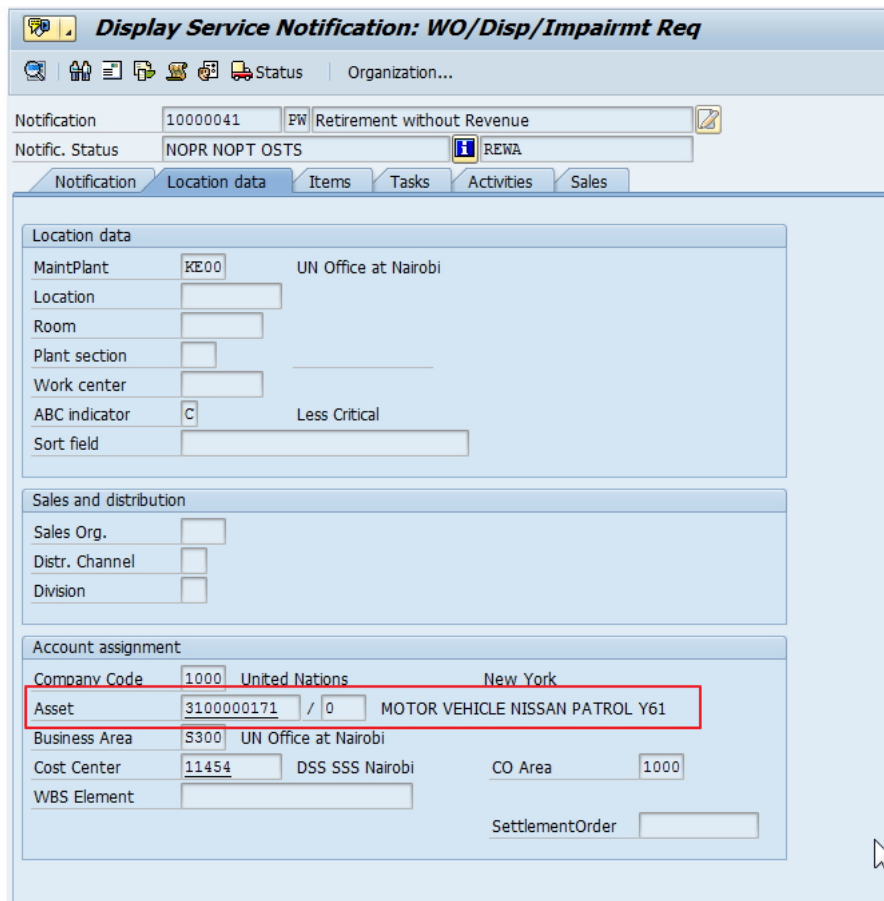 Display Service Notification: WO/Disp/Impairmt Req
Status Organization...
Notification 10000041 PW Retirement without Revenue
Notific. Status NOPR NOPT OSTS REWA
Notification Location data Items Tasks Activities Sales
Location data
MaintPlant KE00 UN Office at Nairobi
Location
Room
Plant section
Work center
ABC indicator C Less Critical
Sort field
Sales and distribution
Sales Org.
Distr. Channel
Division
Account assignment
Company Code 1000 United Nations New York
Asset 3100000171 / 0 MOTOR VEHICLE NISSAN PATROL Y61
Business Area S300 UN Office at Nairobi
Cost Center 11454 DSS SSS Nairobi CO Area 1000
WBS Element
SettlementOrder